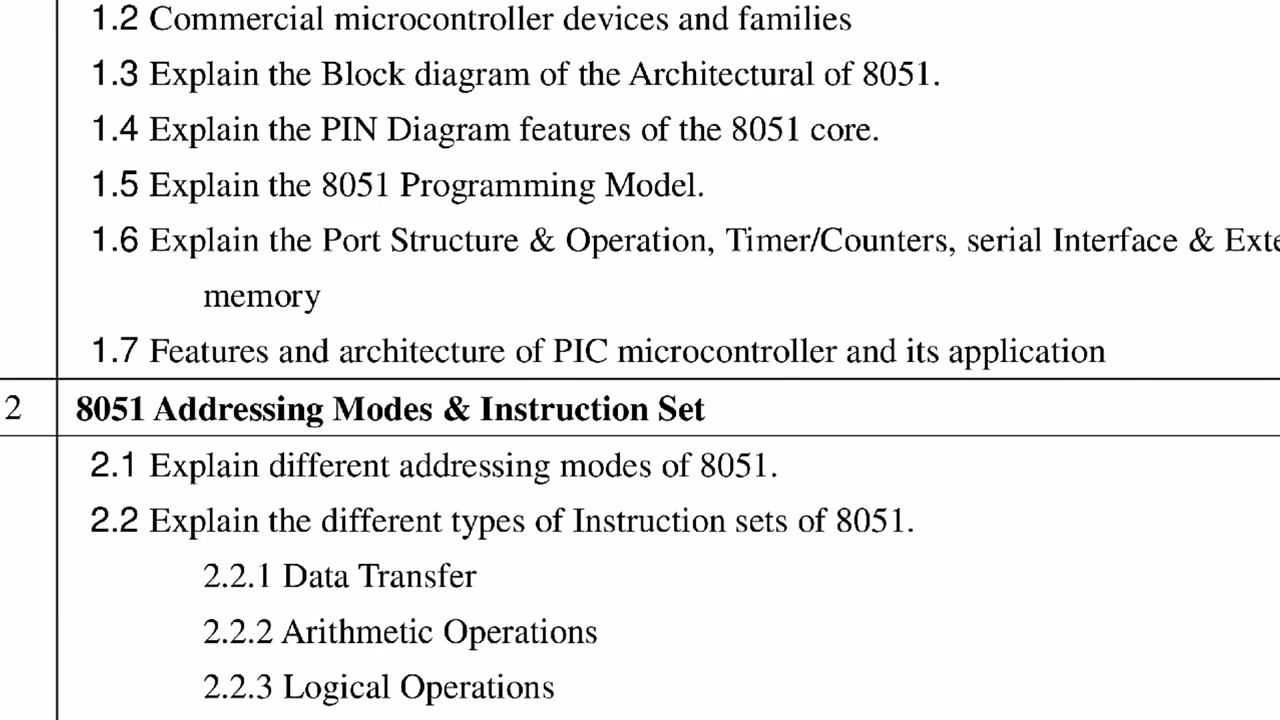 1.2 Commercial microcontroller devices and families
1.3 Explain the Block diagram of the Architectural of 8051.
1.4 Explain the PIN Diagram features of the 8051 core.
1.5 Explain the 8051 Programming Model.
1.6 Explain the Port Structure & Operation, Timer/Counters, serial Interface &
memory
1.7 Features and architecture of PIC microcontroller and its application
2 8051 Addressing Modes & Instruction Set
2.1 Explain different addressing modes of 8051.
2.2 Explain the different types of Instruction sets of 8051.
2.2.1 Data Transfer
2.2.2 Arithmetic Operations
2.2.3 Logical Operations